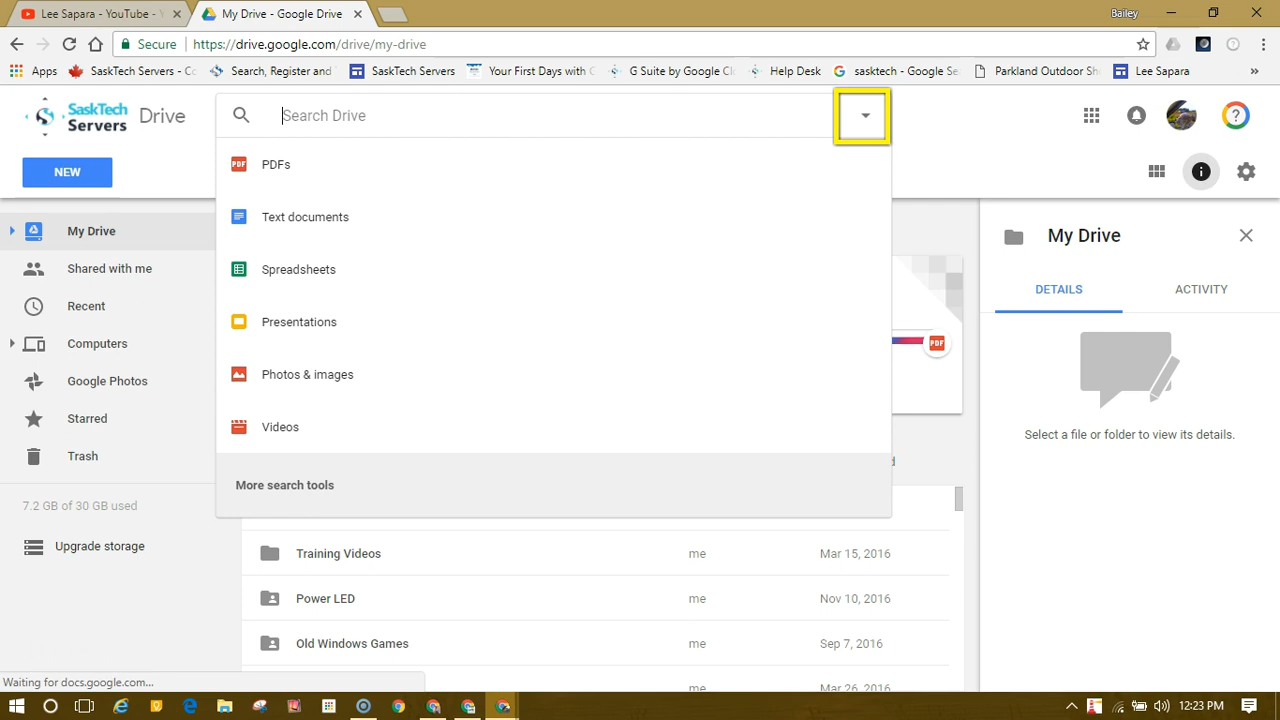 Lee Sapara - YouTube - Y
My Drive - Google Drive
Bailey
Secure
https://drive.google.com/drive/my-drive
Apps
SaskTech Servers - Co
Search, Register and
SaskTech Servers
Your First Days with G
G Suite by Google Cl
Help Desk
sasktech - Google Se
Parkland Outdoor Sh
Lee Sapara
»
SaskTech
Servers
Drive
Search Drive
NEW
My Drive
Shared with me
Recent
Computers
Google Photos
Starred
Trash
7.2 GB of 30 GB used
Upgrade storage
PDF PDFs
Text documents
Spreadsheets
Presentations
Photos & images
Videos
More search tools
PDF
Training Videos me Mar 15, 2016
Power LED me Nov 10, 2016
Old Windows Games me Sep 7, 2016
me Mar 26, 2016
My Drive
DETAILS
ACTIVITY
Select a file or folder to view its details.
Waiting for docs.google.com...
12:23 PM